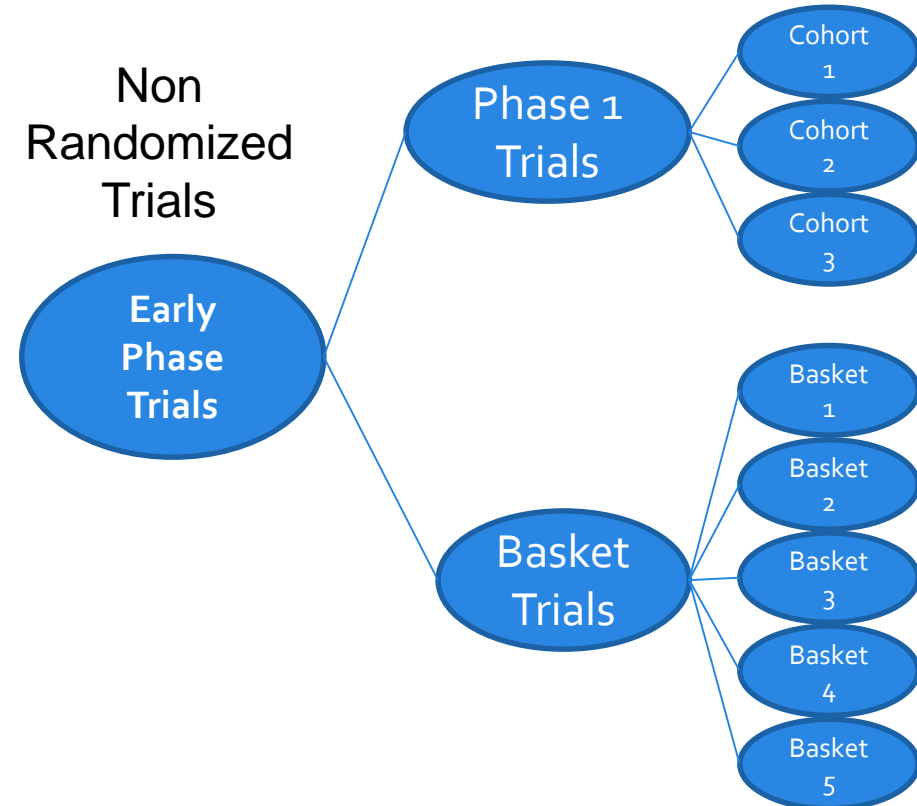 Non
Randomized
Trials
Early
Phase
Trials
Phase 1
Trials
Cohort
1
Cohort
2
Cohort
3
Basket
Trials
Basket
1
Basket
2
Basket
3
Basket
4
Basket
5